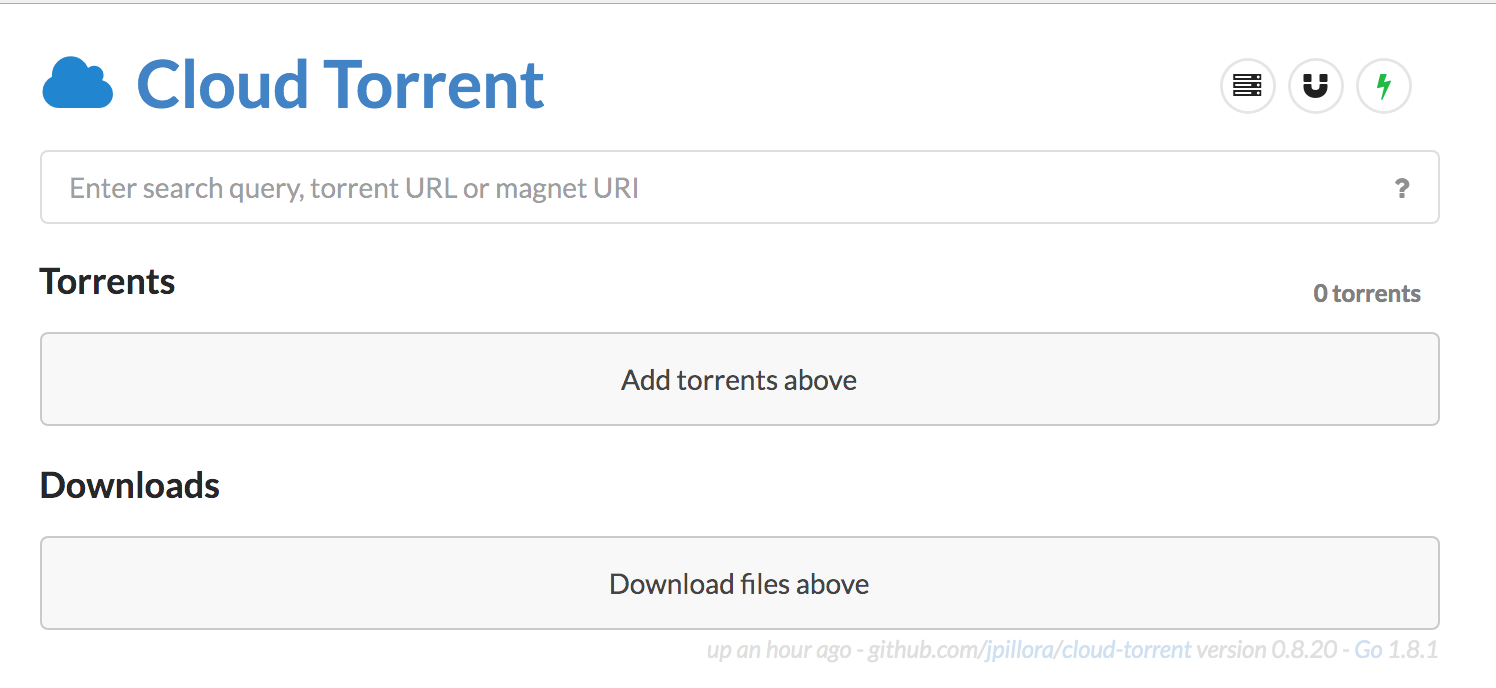 Cloud Torrent
Enter search query, torrent URL or magnet URI
?
Torrents
0 torrents
Add torrents above
Downloads
Download files above
up an hour ago - github.com/jpillora/cloud-torrent version 0.8.20 - Go 1.8.1